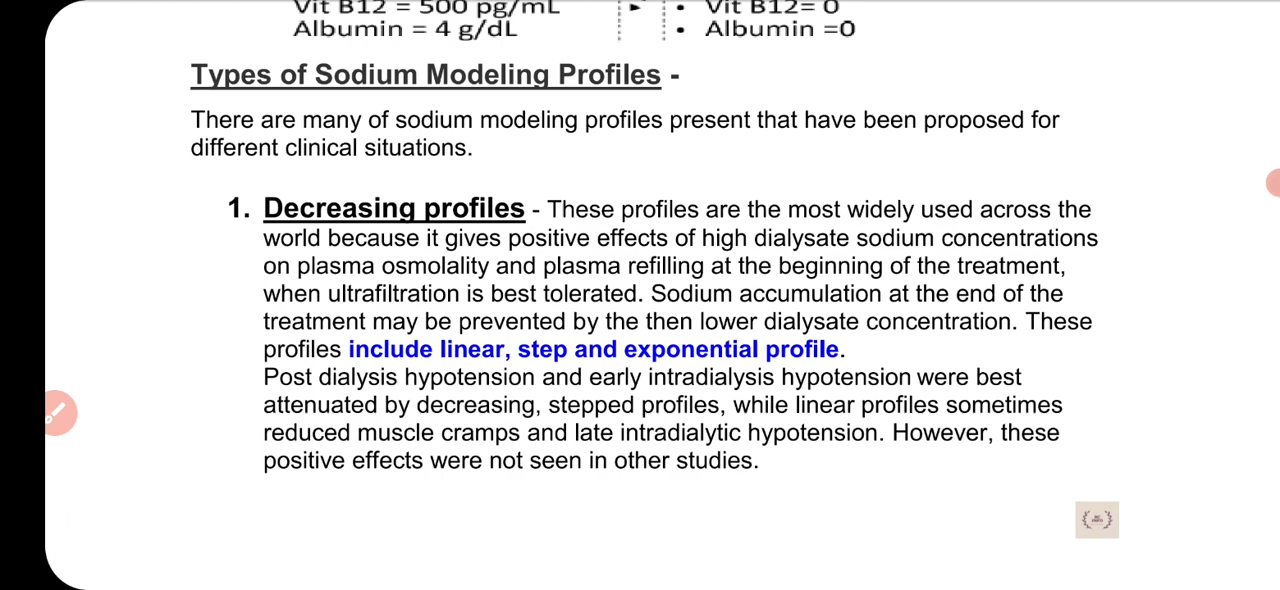 Vit B12 = 500 pg/mL
Albumin = 4 g/dL
• Vit B12= 0
• Albumin =0
Types of Sodium Modeling Profiles -
There are many of sodium modeling profiles present that have been proposed for
different clinical situations.
1. Decreasing profiles - These profiles are the most widely used across the
world because it gives positive effects of high dialysate sodium concentrations
on plasma osmolality and plasma refilling at the beginning of the treatment,
when ultrafiltration is best tolerated. Sodium accumulation at the end of the
treatment may be prevented by the then lower dialysate concentration. These
profiles include linear, step and exponential profile.
Post dialysis hypotension and early intradialysis hypotension were best
attenuated by decreasing, stepped profiles, while linear profiles sometimes
reduced muscle cramps and late intradialytic hypotension. However, these
positive effects were not seen in other studies.